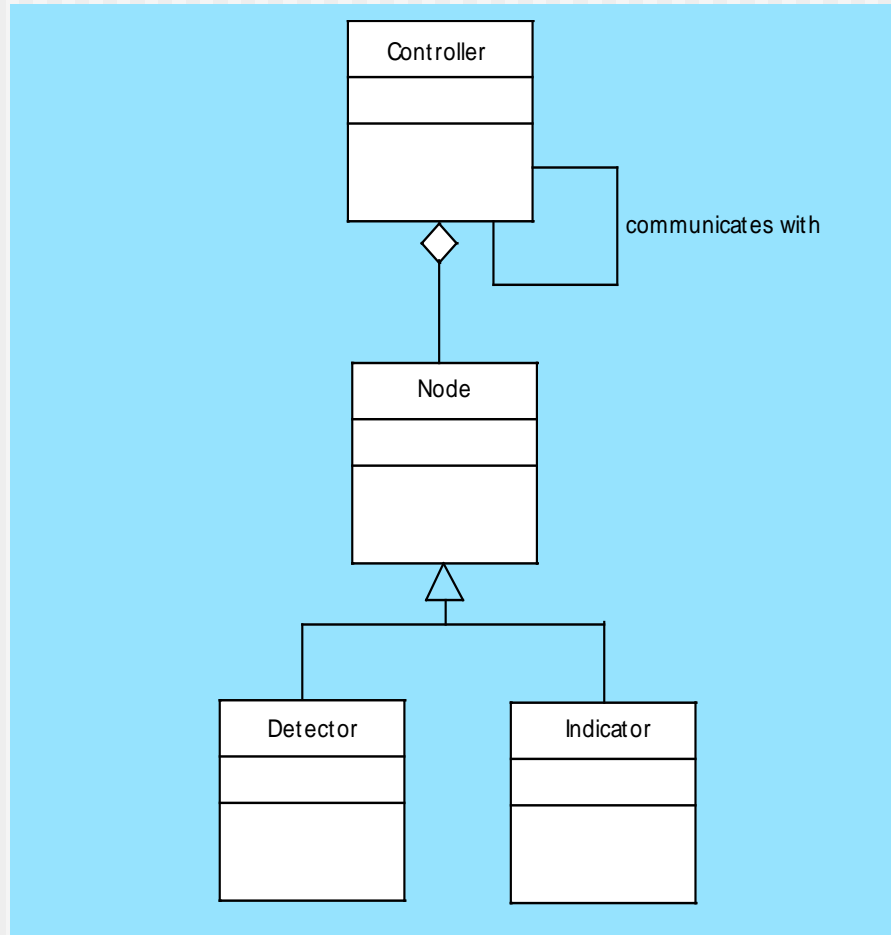 Controller
communicates with
Node
Detector
Indicator